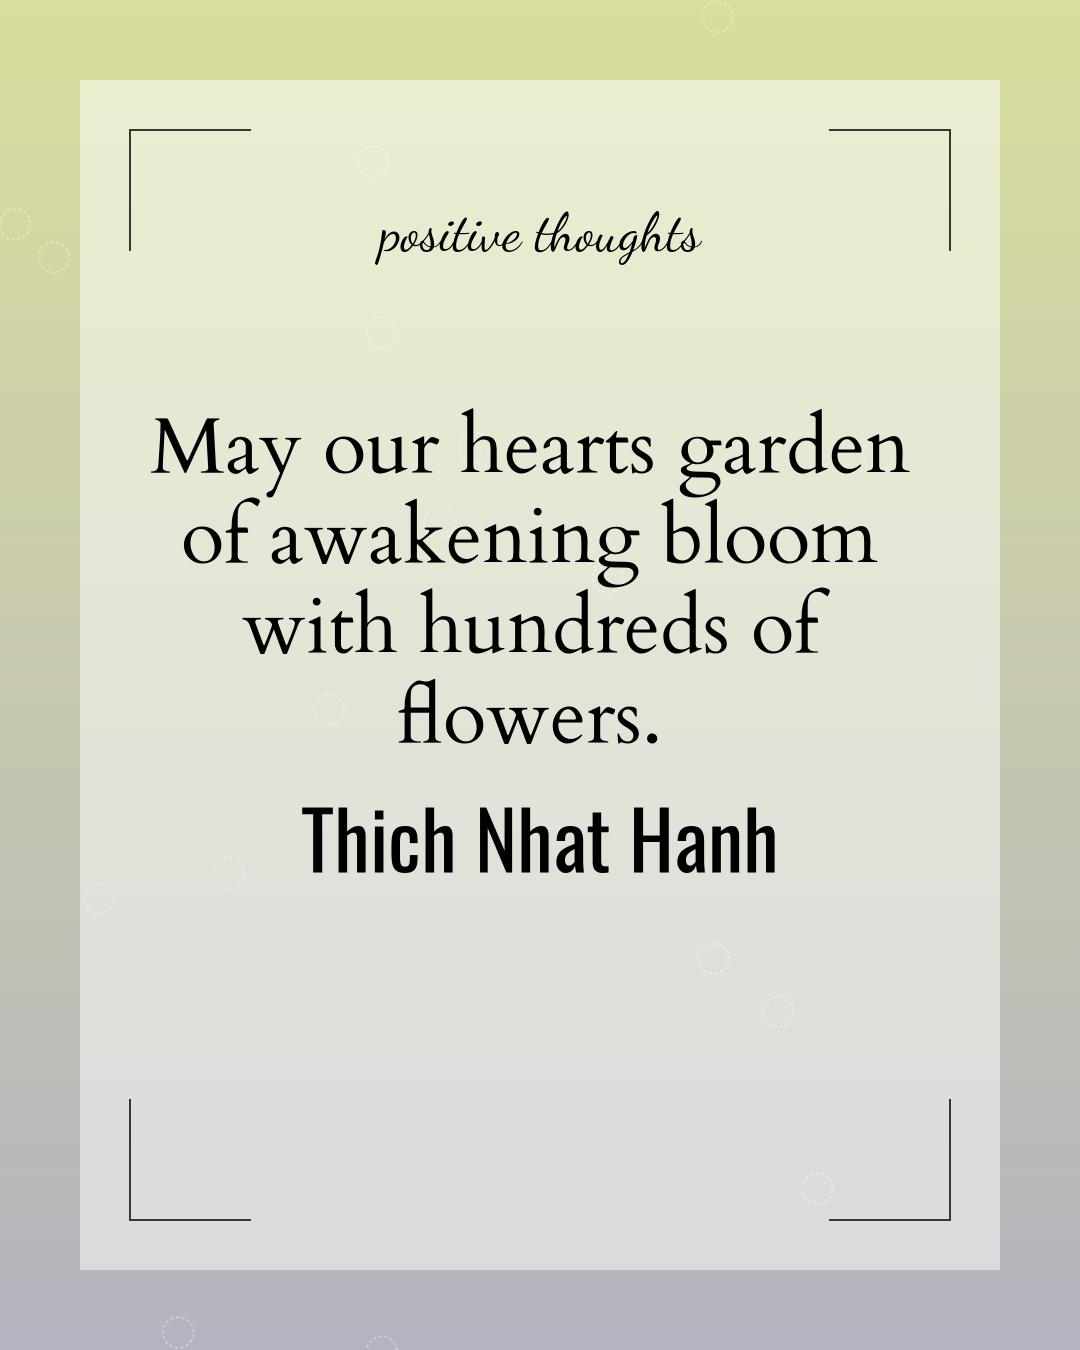 positive thoughts
May our hearts garden
of awakening bloom
with hundreds of
flowers.
Thich Nhat Hanh